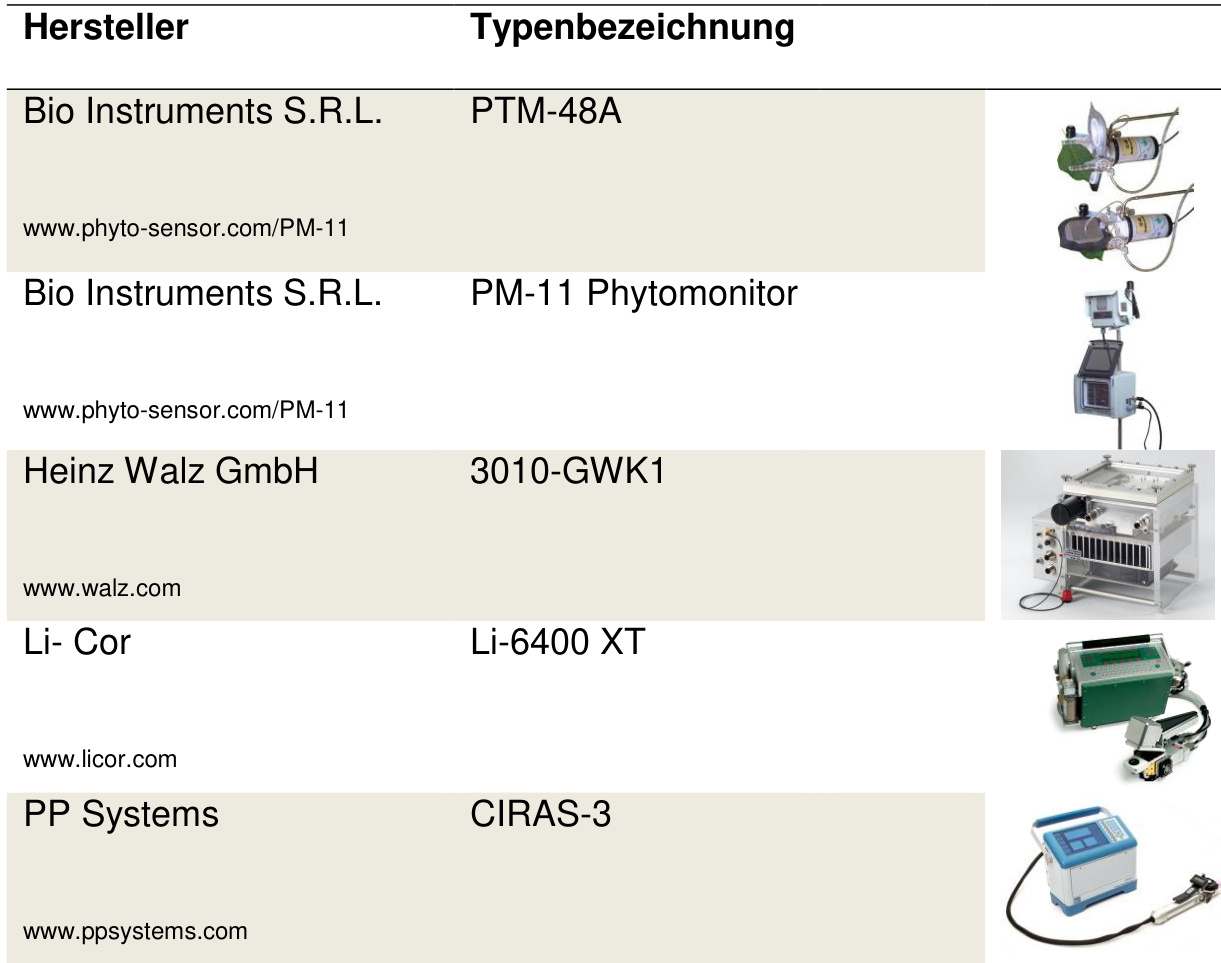 Hersteller Typenbezeichnung
Bio Instruments S.R.L. PTM-48A
www.phyto-sensor.com/PM-11
Bio Instruments S.R.L. PM-11 Phytomonitor
www.phyto-sensor.com/PM-11
Heinz Walz GmbH 3010-GWK1
www.walz.com
Li- Cor Li-6400 XT
www.licor.com
PP Systems CIRAS-3
www.ppsystems.com